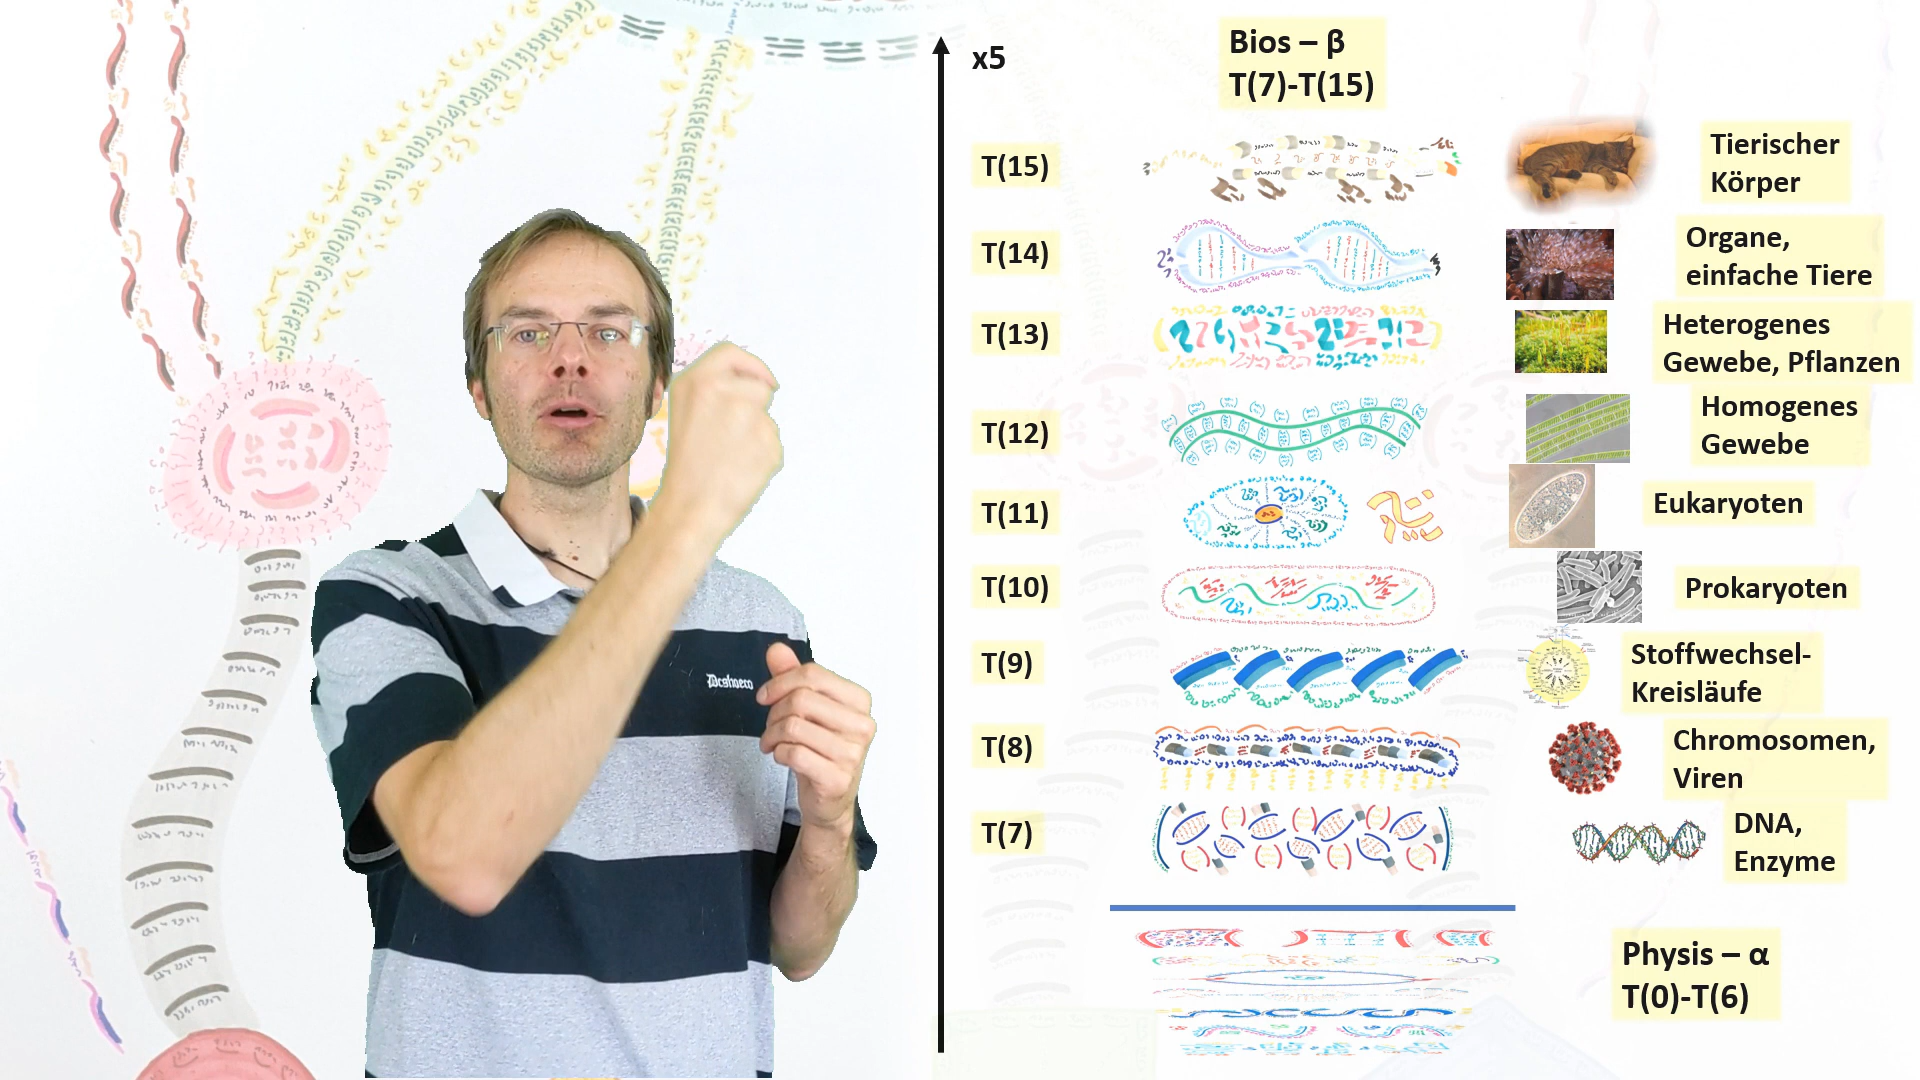 x5
Bios – β
T(7)-T(15)
T(15)
Tierischer
Körper
T(14)
Organe,
einfache Tiere
T(13)
Heterogenes
Gewebe, Pflanzen
T(12)
Homogenes
Gewebe
T(11)
Eukaryoten
T(10)
Prokaryoten
T(9)
Stoffwechsel-
Kreisläufe
T(8)
Chromosomen,
Viren
T(7)
DNA,
Enzyme
Physis – α
T(0)-T(6)